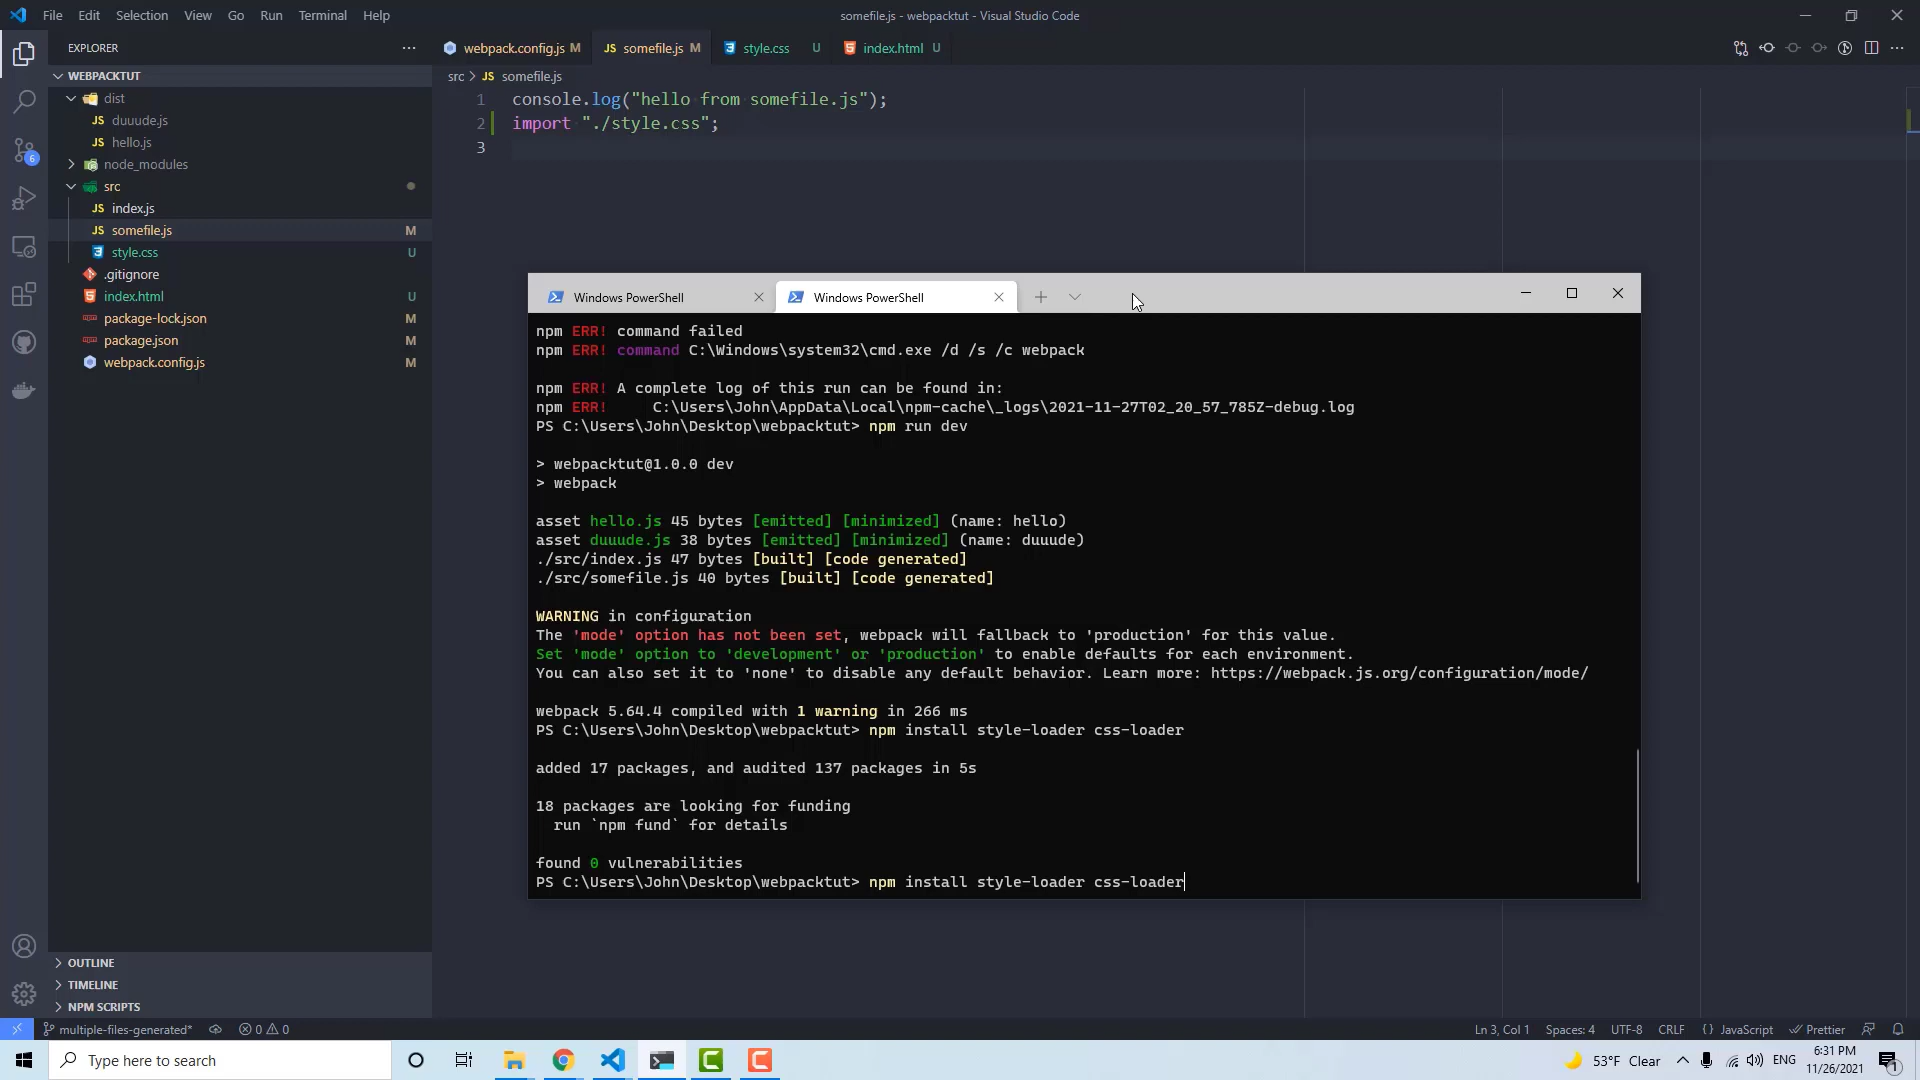 File Edit Selection View Go Run Terminal Help
somefile.js - webpacktut - Visual Studio Code
EXPLORER
webpack.config.js M
JS somefile.js M
style.css U
index.html U
WEBPACKTUT
src > JS somefile.js
dist
JS duuude.js
JS hello.js
node_modules
src
JS index.js
JS somefile.js M
style.css U
.gitignore
index.html U
package-lock.json M
package.json M
webpack.config.js M
6
1 console.log("hello from somefile.js");
2 import "./style.css";
3
Windows PowerShell
Windows PowerShell
npm ERR! command failed
npm ERR! command C:\Windows\system32\cmd.exe /d /s /c webpack
npm ERR! A complete log of this run can be found in:
npm ERR!     C:\Users\John\AppData\Local\npm-cache\_logs\2021-11-27T02_20_57_785Z-debug.log
PS C:\Users\John\Desktop\webpacktut> npm run dev
> webpacktut@1.0.0 dev
> webpack
asset hello.js 45 bytes [emitted] [minimized] (name: hello)
asset duuude.js 38 bytes [emitted] [minimized] (name: duuude)
./src/index.js 47 bytes [built] [code generated]
./src/somefile.js 40 bytes [built] [code generated]
WARNING in configuration
The 'mode' option has not been set, webpack will fallback to 'production' for this value.
Set 'mode' option to 'development' or 'production' to enable defaults for each environment.
You can also set it to 'none' to disable any default behavior. Learn more: https://webpack.js.org/configuration/mode/
webpack 5.64.4 compiled with 1 warning in 266 ms
PS C:\Users\John\Desktop\webpacktut> npm install style-loader css-loader
added 17 packages, and audited 137 packages in 5s
18 packages are looking for funding
  run `npm fund` for details
found 0 vulnerabilities
PS C:\Users\John\Desktop\webpacktut> npm install style-loader css-loader
OUTLINE
TIMELINE
NPM SCRIPTS
multiple-files-generated* 0 0
Ln 3, Col 1 Spaces: 4 UTF-8 CRLF {} JavaScript Prettier
Type here to search
53°F Clear
ENG
6:31 PM
11/26/2021
1